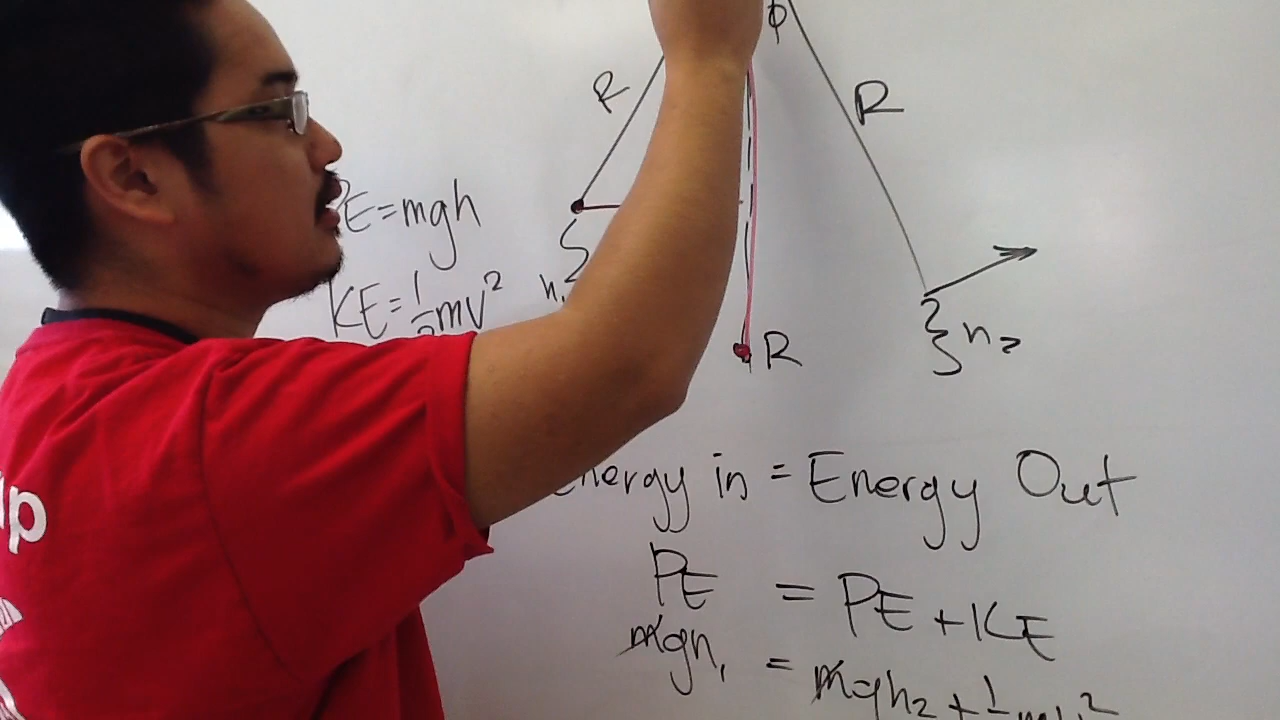 ϕ
R
R
PE=mgh
KE=½mv²
h₁
R
h₂
Energy in = Energy Out
PE = PE + KE
mgh₁ = mgh₂ + ½mv²